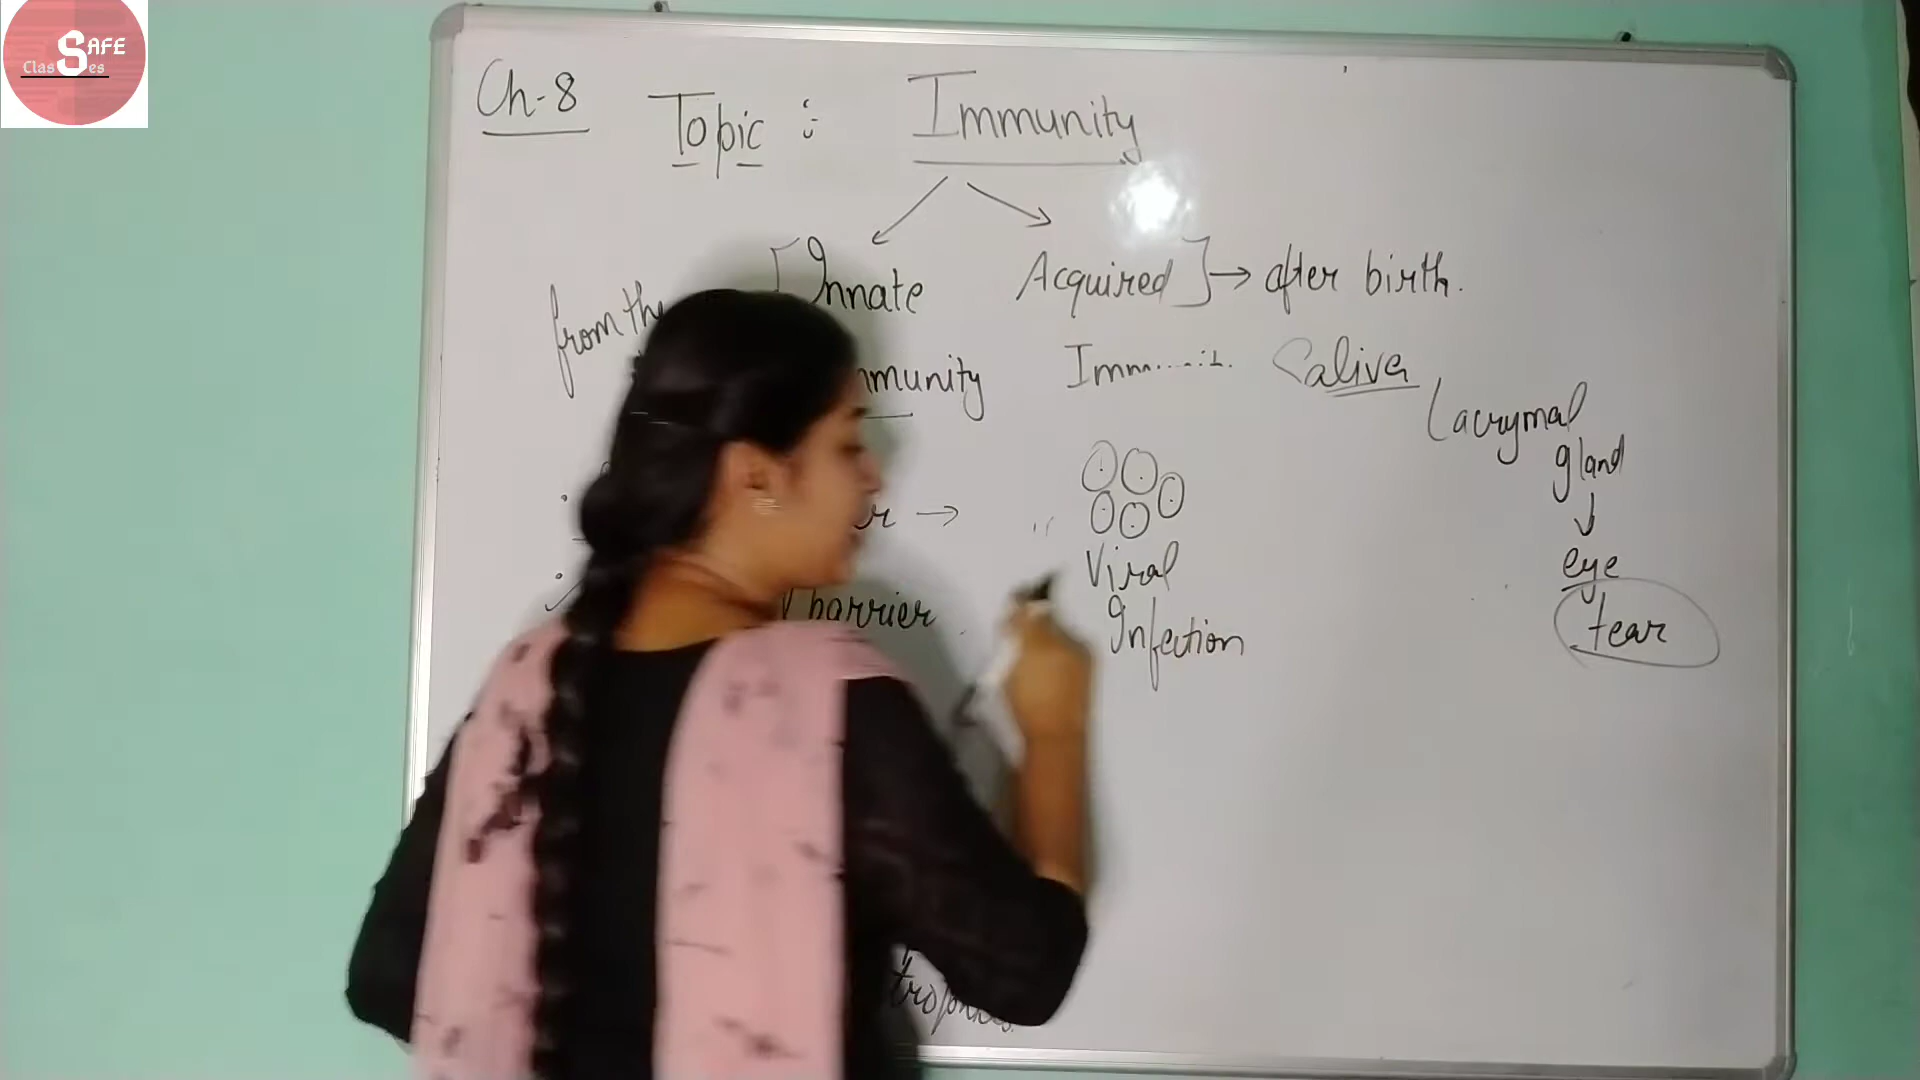 SAFE
Classes
Ch-8
Topic : Immunity
Innate Acquired → after birth.
from the
Saliva
Lacrymal
gland
→
↓
Viral
eye
barrier
Infection
tear